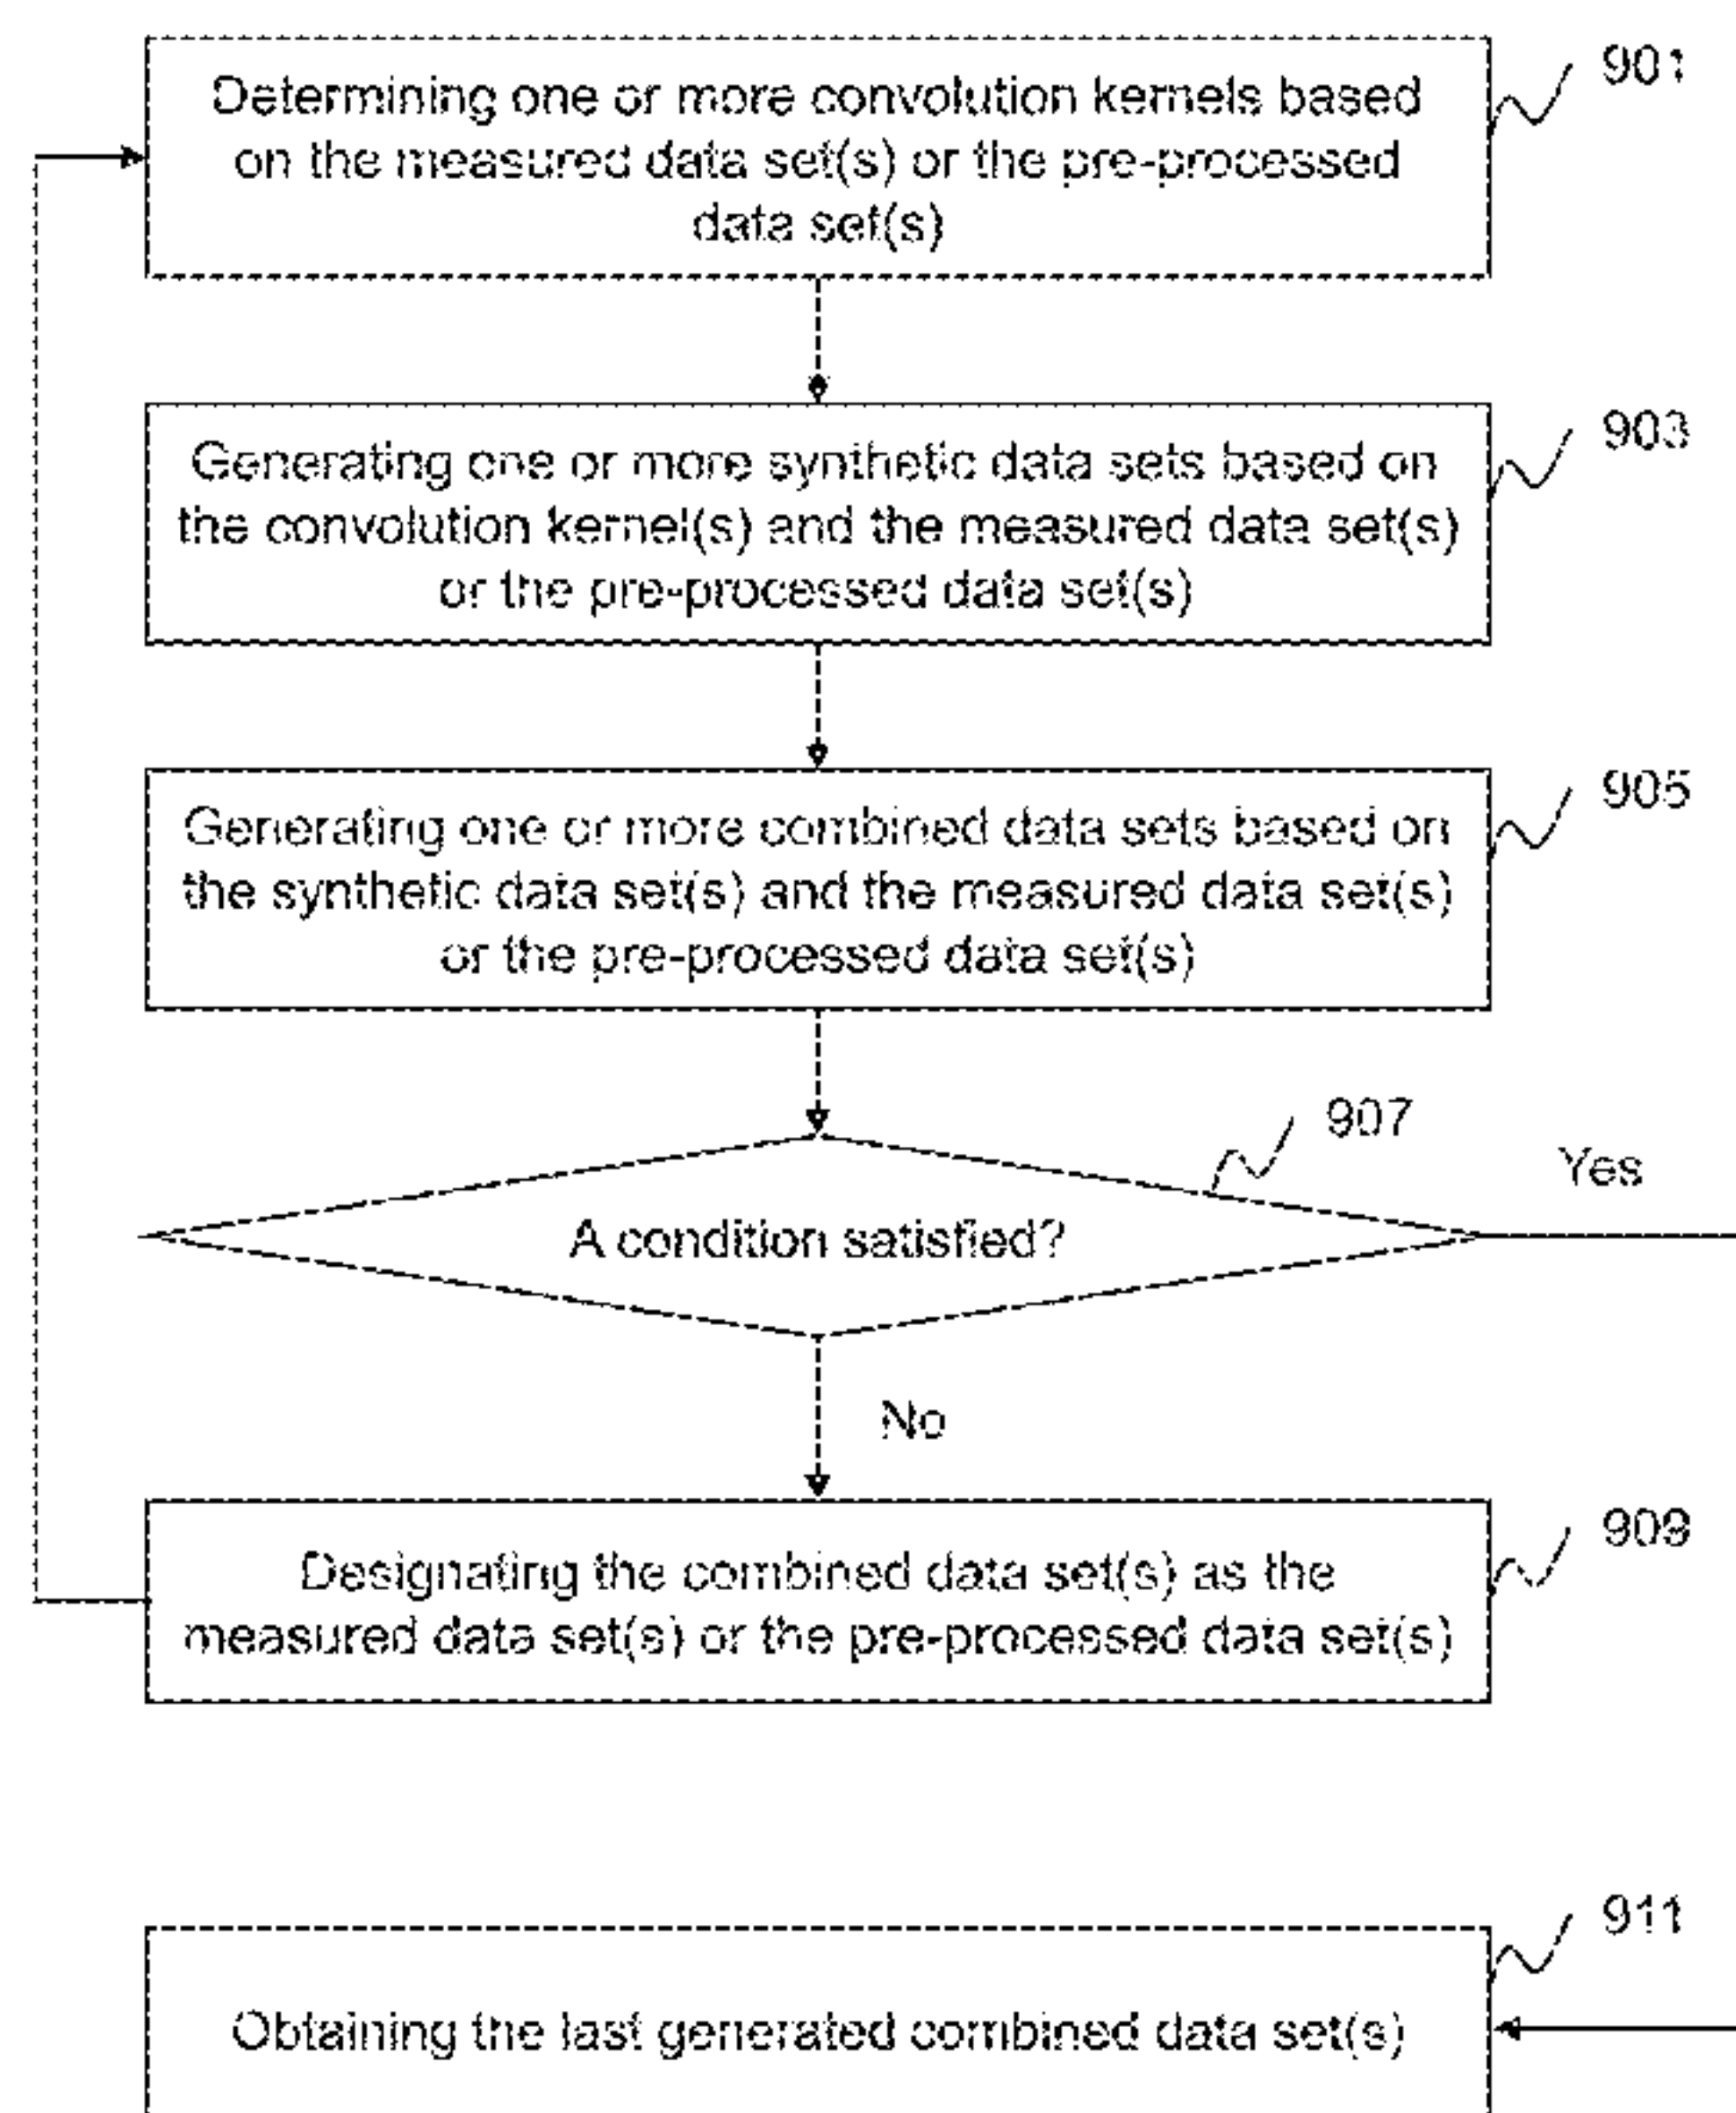 Determining one or more convolution kernels based
on the measured data set(s) or the pre-processed
data set(s)
901
Generating one or more synthetic data sets based on
the convolution kernel(s) and the measured data set(s)
or the pre-processed data set(s)
903
Generating one or more combined data sets based on
the synthetic data set(s) and the measured data set(s)
or the pre-processed data set(s)
905
907
Yes
A condition satisfied?
No
Designating the combined data set(s) as the
measured data set(s) or the pre-processed data set(s)
909
911
Obtaining the last generated combined data set(s)